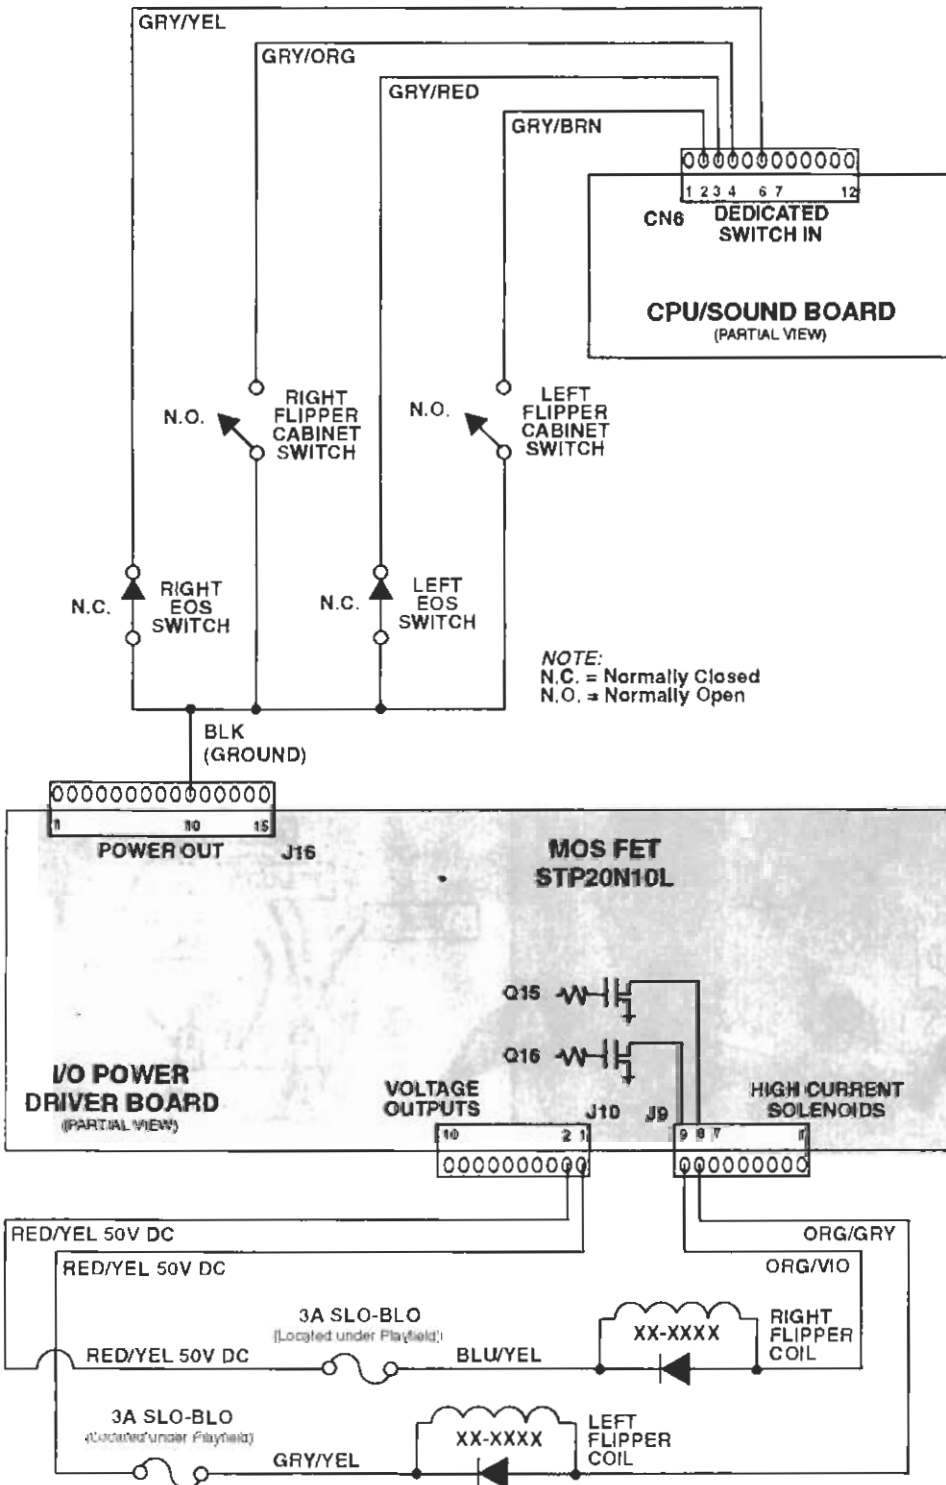 GRY/YEL
GRY/ORG
GRY/RED
GRY/BRN
1 2 3 4 6 7 12
CN6
DEDICATED
SWITCH IN
CPU/SOUND BOARD
(PARTIAL VIEW)
N.O.
RIGHT
FLIPPER
CABINET
SWITCH
N.O.
LEFT
FLIPPER
CABINET
SWITCH
N.C.
RIGHT
EOS
SWITCH
N.C.
LEFT
EOS
SWITCH
NOTE:
N.C. = Normally Closed
N.O. = Normally Open
BLK
(GROUND)
1 10 15
POWER OUT
J16
MOS FET
STP20N10L
Q15
Q16
I/O POWER
DRIVER BOARD
(PARTIAL VIEW)
VOLTAGE
OUTPUTS
J10
J9
HIGH CURRENT
SOLENOIDS
10 2 1
9 8 7 1
RED/YEL 50V DC
RED/YEL 50V DC
ORG/GRY
ORG/VIO
3A SLO-BLO
(Located under Playfield)
RED/YEL 50V DC
BLU/YEL
XX-XXXX
RIGHT
FLIPPER
COIL
3A SLO-BLO
(Located under Playfield)
GRY/YEL
XX-XXXX
LEFT
FLIPPER
COIL